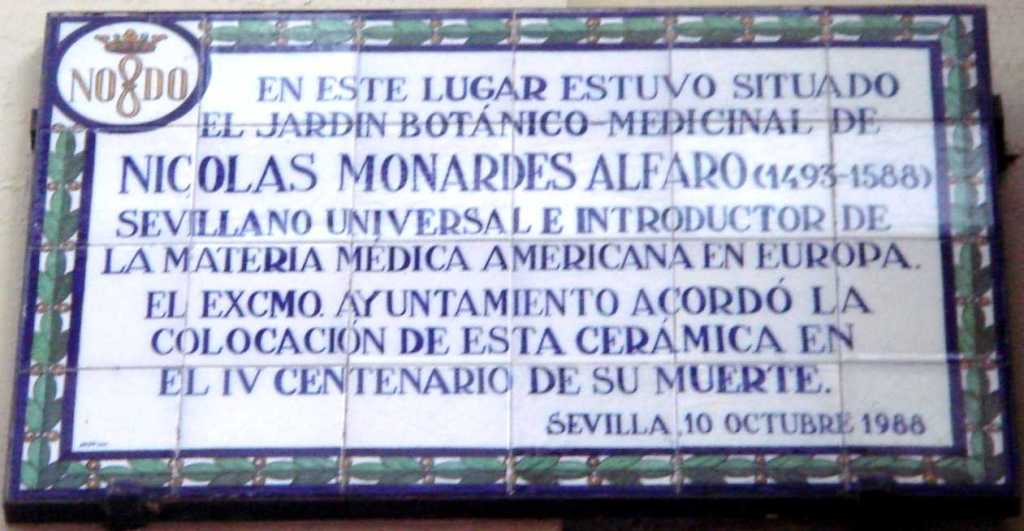 NO8DO
EN ESTE LUGAR ESTUVO SITUADO
EL JARDIN BOTÁNICO-MEDICINAL DE
NICOLAS MONARDES ALFARO (1493-1588)
SEVILLANO UNIVERSAL E INTRODUCTOR DE
LA MATERIA MÉDICA AMERICANA EN EUROPA.
EL EXCMO. AYUNTAMIENTO ACORDÓ LA
COLOCACIÓN DE ESTA CERÁMICA EN
EL IV CENTENARIO DE SU MUERTE.
SEVILLA, 10 OCTUBRE 1988